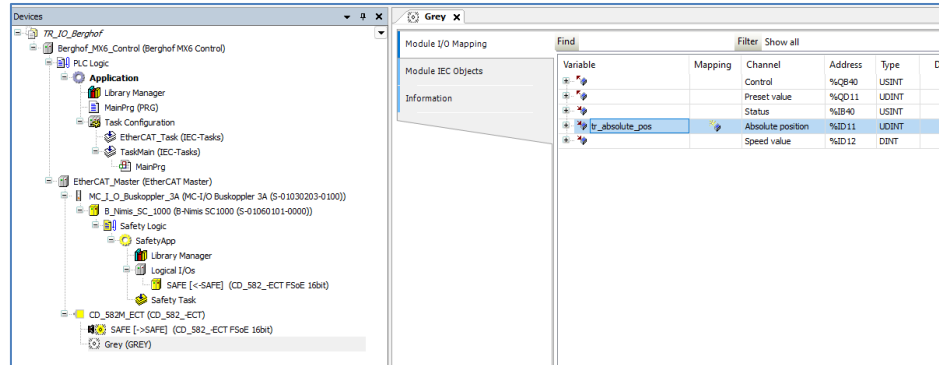 Devices
TR_IO_Berghof
Berghof_MX6_Control (Berghof MX6 Control)
PLC Logic
Application
Library Manager
MainPrg (PRG)
Task Configuration
EtherCAT_Task (IEC-Tasks)
TaskMain (IEC-Tasks)
MainPrg
EtherCAT_Master (EtherCAT Master)
MC_I_O_Buskoppler_3A (MC-I/O Buskoppler 3A (S-01030203-0100))
B_Nimis_SC_1000 (B-Nimis SC1000 (S-01060101-0000))
Safety Logic
SafetyApp
Library Manager
Logical I/Os
SAFE [<-SAFE] (CD_582_-ECT FSoE 16bit)
Safety Task
CD_582M_ECT (CD_582_-ECT)
SAFE [->SAFE] (CD_582_-ECT FSoE 16bit)
Grey (GREY)
Grey
Module I/O Mapping
Module IEC Objects
Information
Find Filter Show all
Variable Mapping Channel Address Type D
Control %QB40 USINT
Preset value %QD11 UDINT
Status %IB40 USINT
tr_absolute_pos Absolute position %ID11 UDINT
Speed value %ID12 DINT